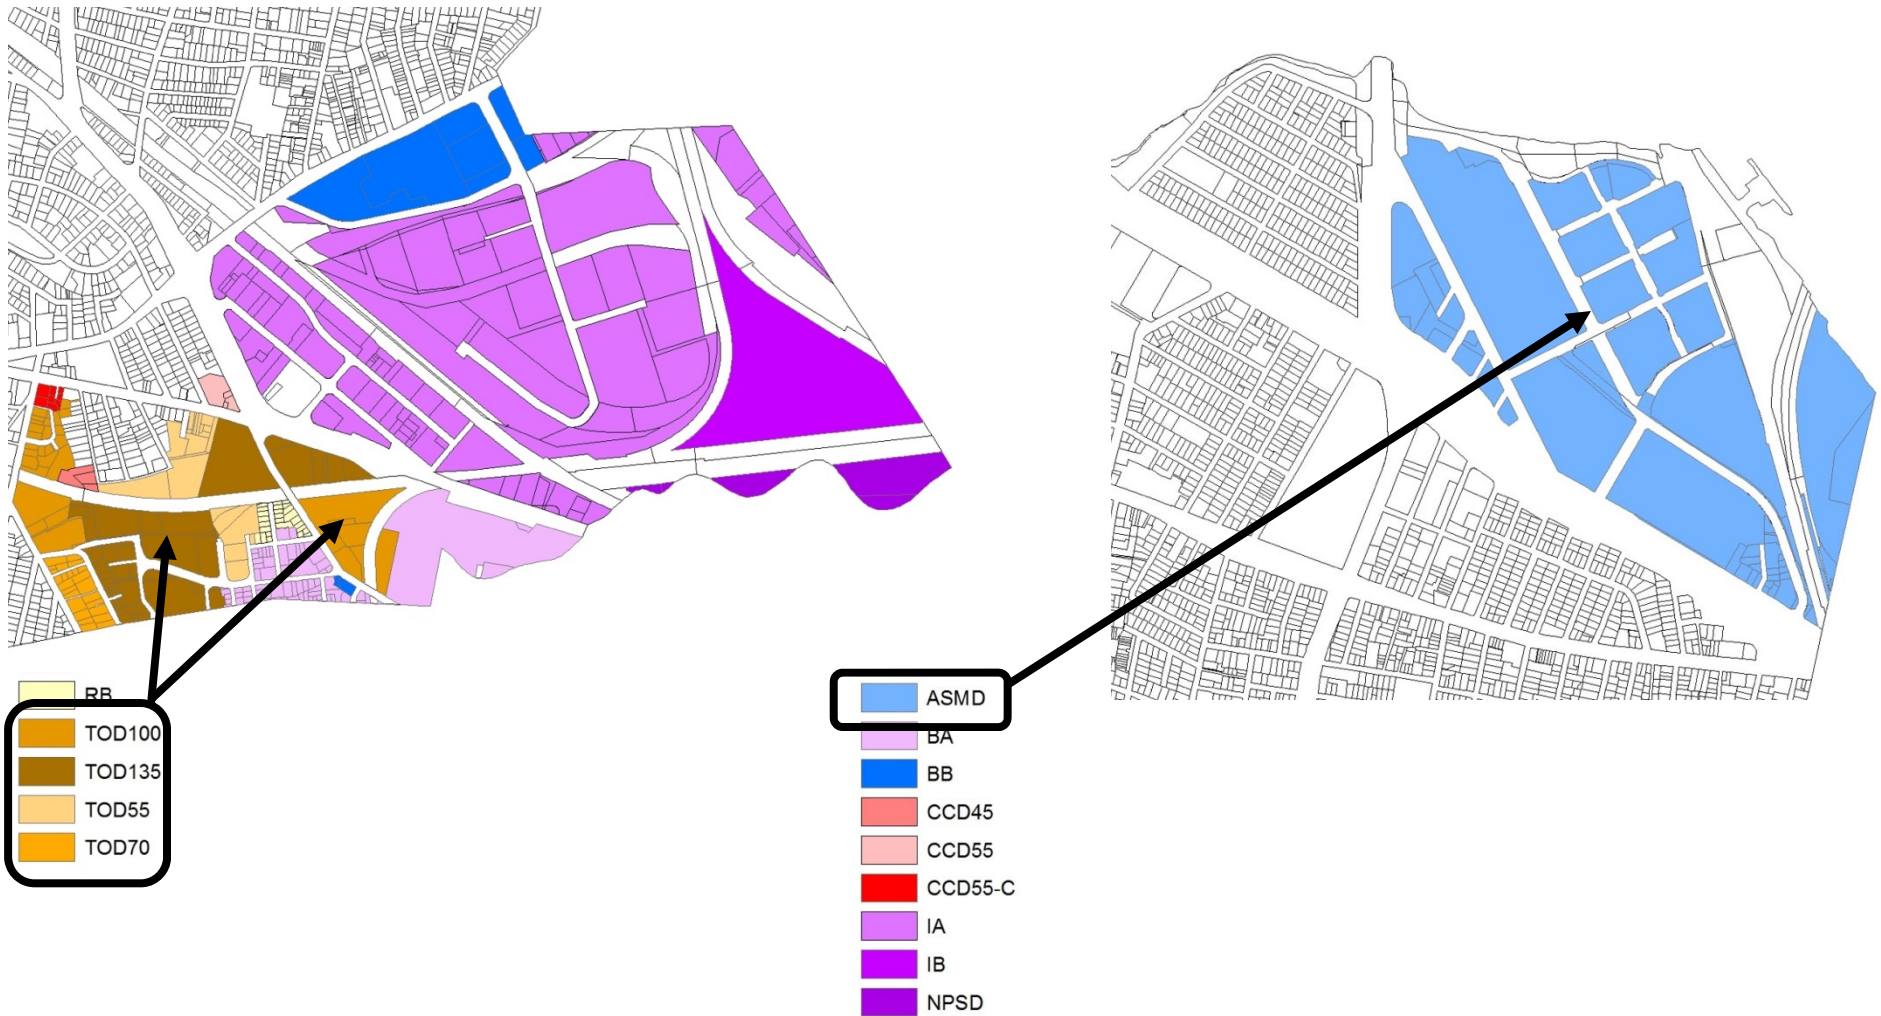 RB
TOD100
TOD135
TOD55
TOD70
ASMD
BA
BB
CCD45
CCD55
CCD55-C
IA
IB
NPSD